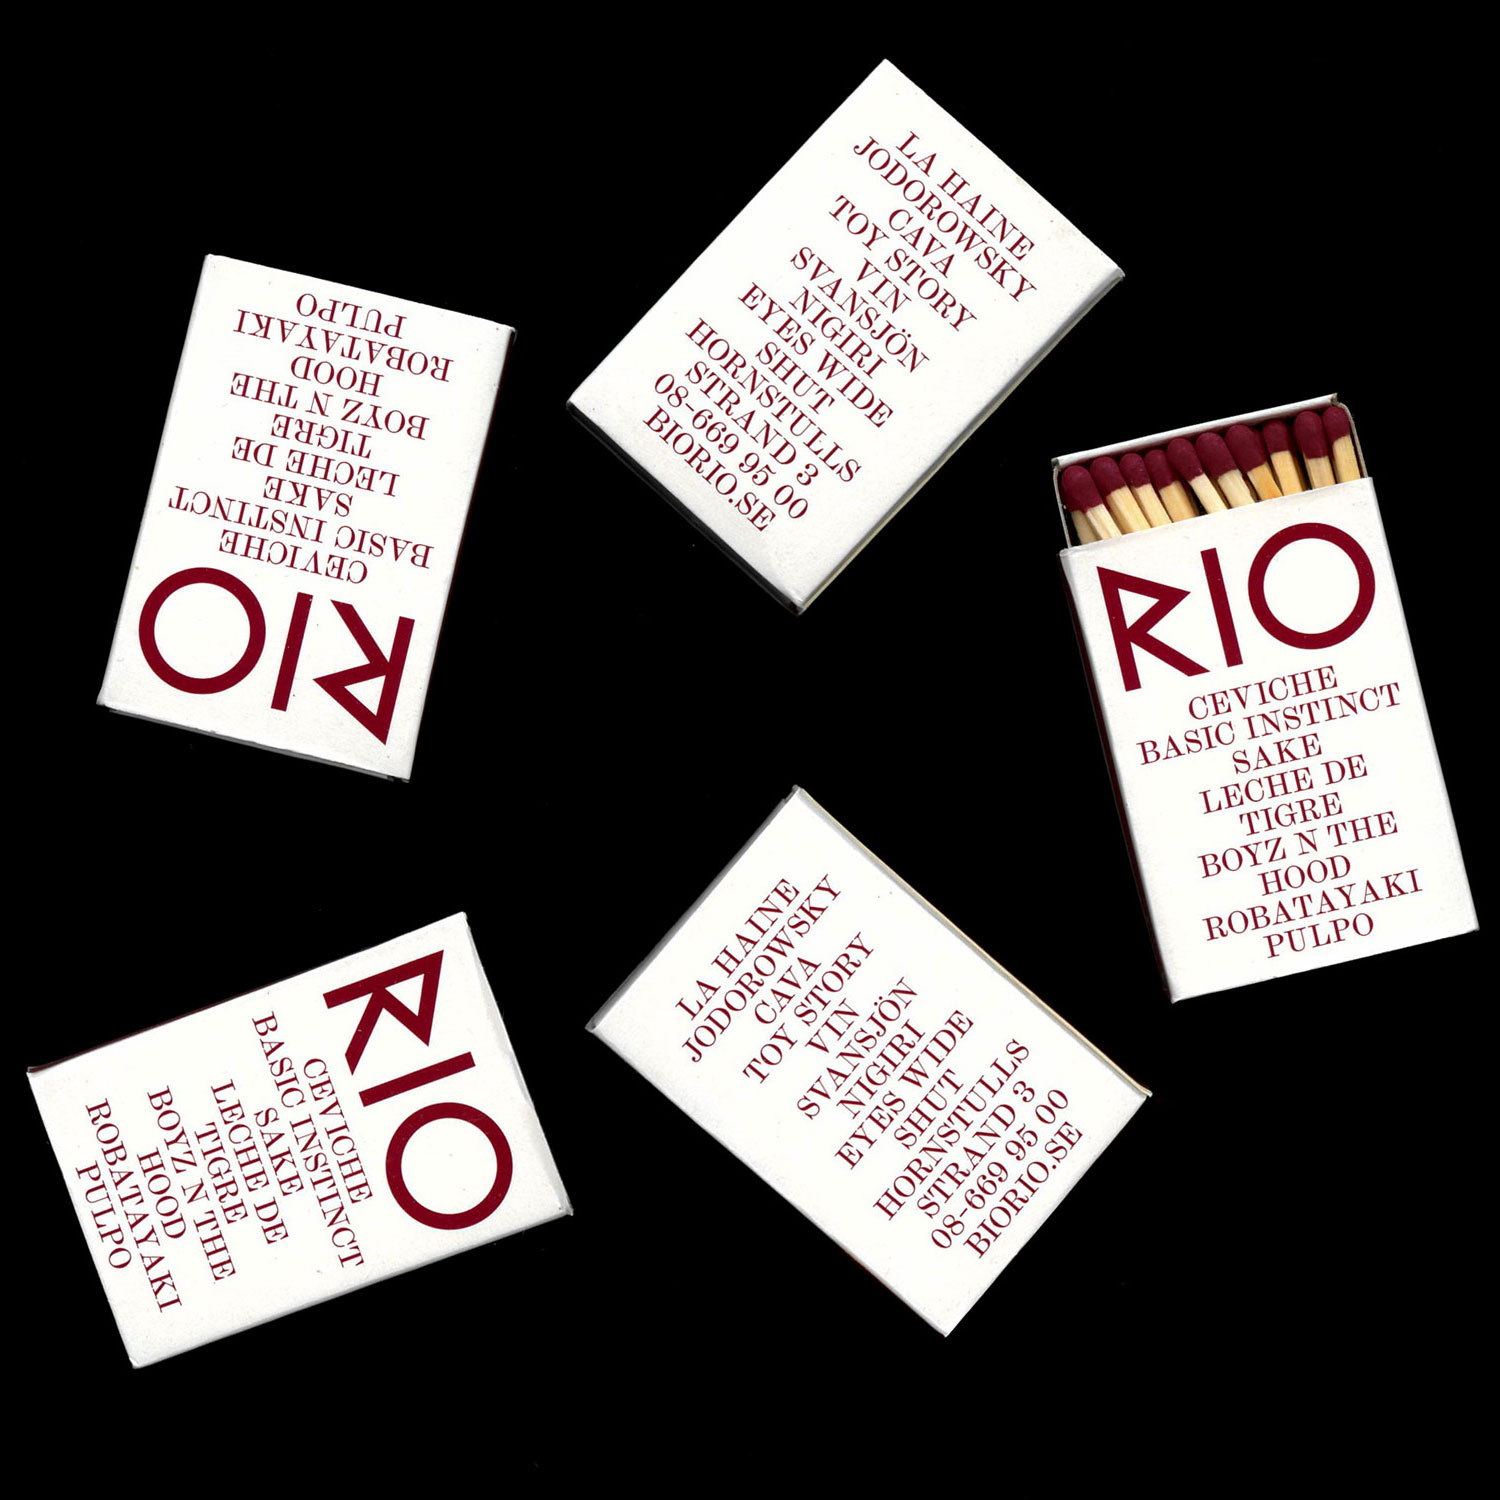 LA HAINE
JODOROWSKY
CAVA
TOY STORY
VIN
SVANSJÖN
NIGIRI
EYES WIDE
SHUT
HORNSTULLS
STRAND 3
08-669 95 00
BIORIO.SE
RIO
CEVICHE
BASIC INSTINCT
SAKE
LECHE DE
TIGRE
BOYZ N THE
HOOD
ROBATAYAKI
PULPO
RIO
CEVICHE
BASIC INSTINCT
SAKE
LECHE DE
TIGRE
BOYZ N THE
HOOD
ROBATAYAKI
PULPO
LA HAINE
JODOROWSKY
CAVA
TOY STORY
VIN
SVANSJÖN
NIGIRI
EYES WIDE
SHUT
HORNSTULLS
STRAND 3
08-669 95 00
BIORIO.SE
RIO
CEVICHE
BASIC INSTINCT
SAKE
LECHE DE
TIGRE
BOYZ N THE
HOOD
ROBATAYAKI
PULPO